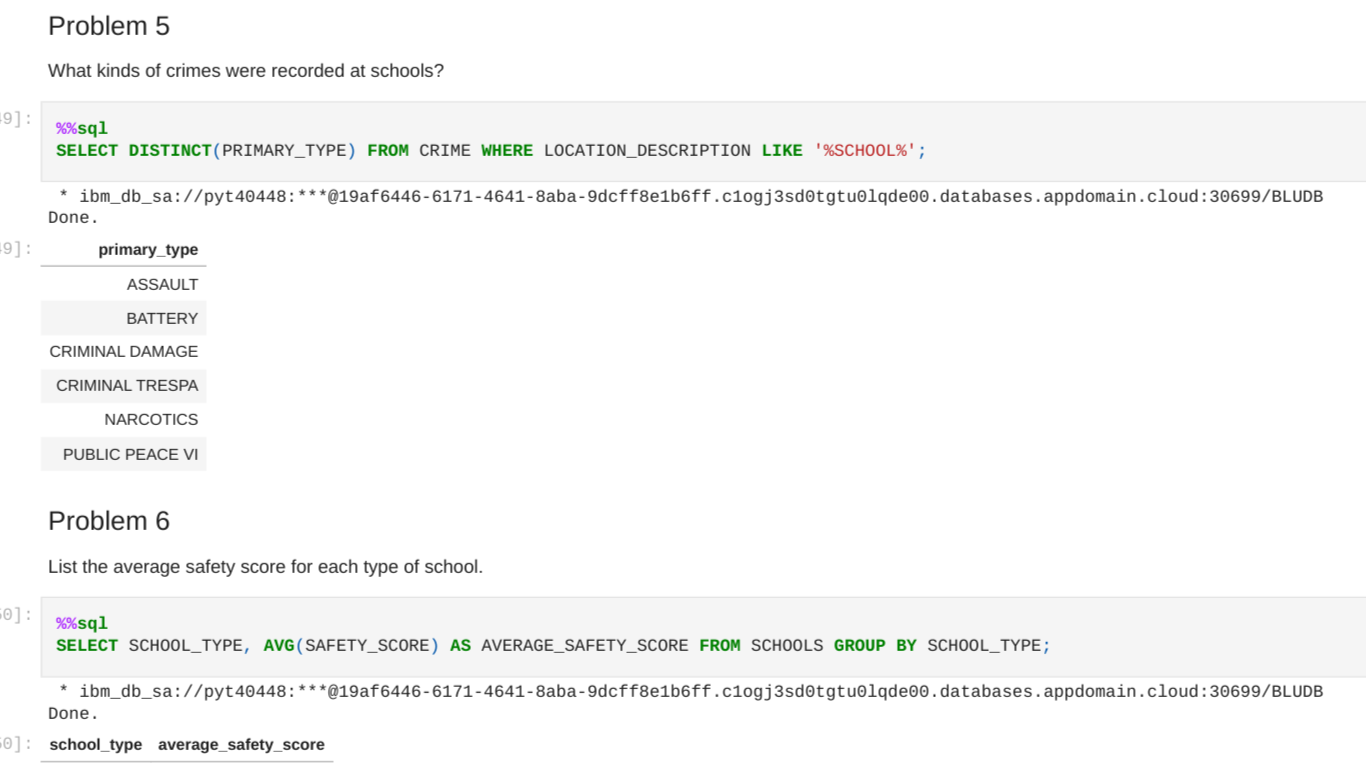 Problem 5
What kinds of crimes were recorded at schools?
49]:
%%sql
SELECT DISTINCT(PRIMARY_TYPE) FROM CRIME WHERE LOCATION_DESCRIPTION LIKE '%SCHOOL%';
* ibm_db_sa://pyt40448:***@19af6446-6171-4641-8aba-9dcff8e1b6ff.c1ogj3sd0tgtu0lqde00.databases.appdomain.cloud:30699/BLUDB
Done.
49]:
primary_type
ASSAULT
BATTERY
CRIMINAL DAMAGE
CRIMINAL TRESPA
NARCOTICS
PUBLIC PEACE VI
Problem 6
List the average safety score for each type of school.
50]:
%%sql
SELECT SCHOOL_TYPE, AVG(SAFETY_SCORE) AS AVERAGE_SAFETY_SCORE FROM SCHOOLS GROUP BY SCHOOL_TYPE;
* ibm_db_sa://pyt40448:***@19af6446-6171-4641-8aba-9dcff8e1b6ff.c1ogj3sd0tgtu0lqde00.databases.appdomain.cloud:30699/BLUDB
Done.
50]: school_type average_safety_score